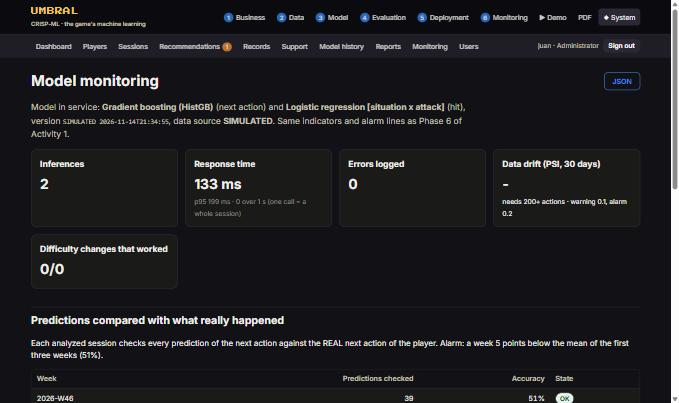 UMBRAL
CRISP-ML · the game's machine learning
1 Business 2 Data 3 Model 4 Evaluation 5 Deployment 6 Monitoring ▶ Demo PDF ◆ System
Dashboard Players Sessions Recommendations 1 Records Support Model history Reports Monitoring Users Juan · Administrator Sign out
Model monitoring
JSON
Model in service: Gradient boosting (HistGB) (next action) and Logistic regression [situation x attack] (hit),
version SIMULATED 2026-11-14T21:34:55, data source SIMULATED. Same indicators and alarm lines as Phase 6 of
Activity 1.
Inferences
2
Response time
133 ms
p95 199 ms · 0 over 1 s (one call = a
whole session)
Errors logged
0
Data drift (PSI, 30 days)
-
needs 200+ actions · warning 0.1, alarm
0.2
Difficulty changes that worked
0/0
Predictions compared with what really happened
Each analyzed session checks every prediction of the next action against the REAL next action of the player. Alarm: a week 5 points below the mean of the first
three weeks (51%).
Week Predictions checked Accuracy State
2026-W46 39 51% OK